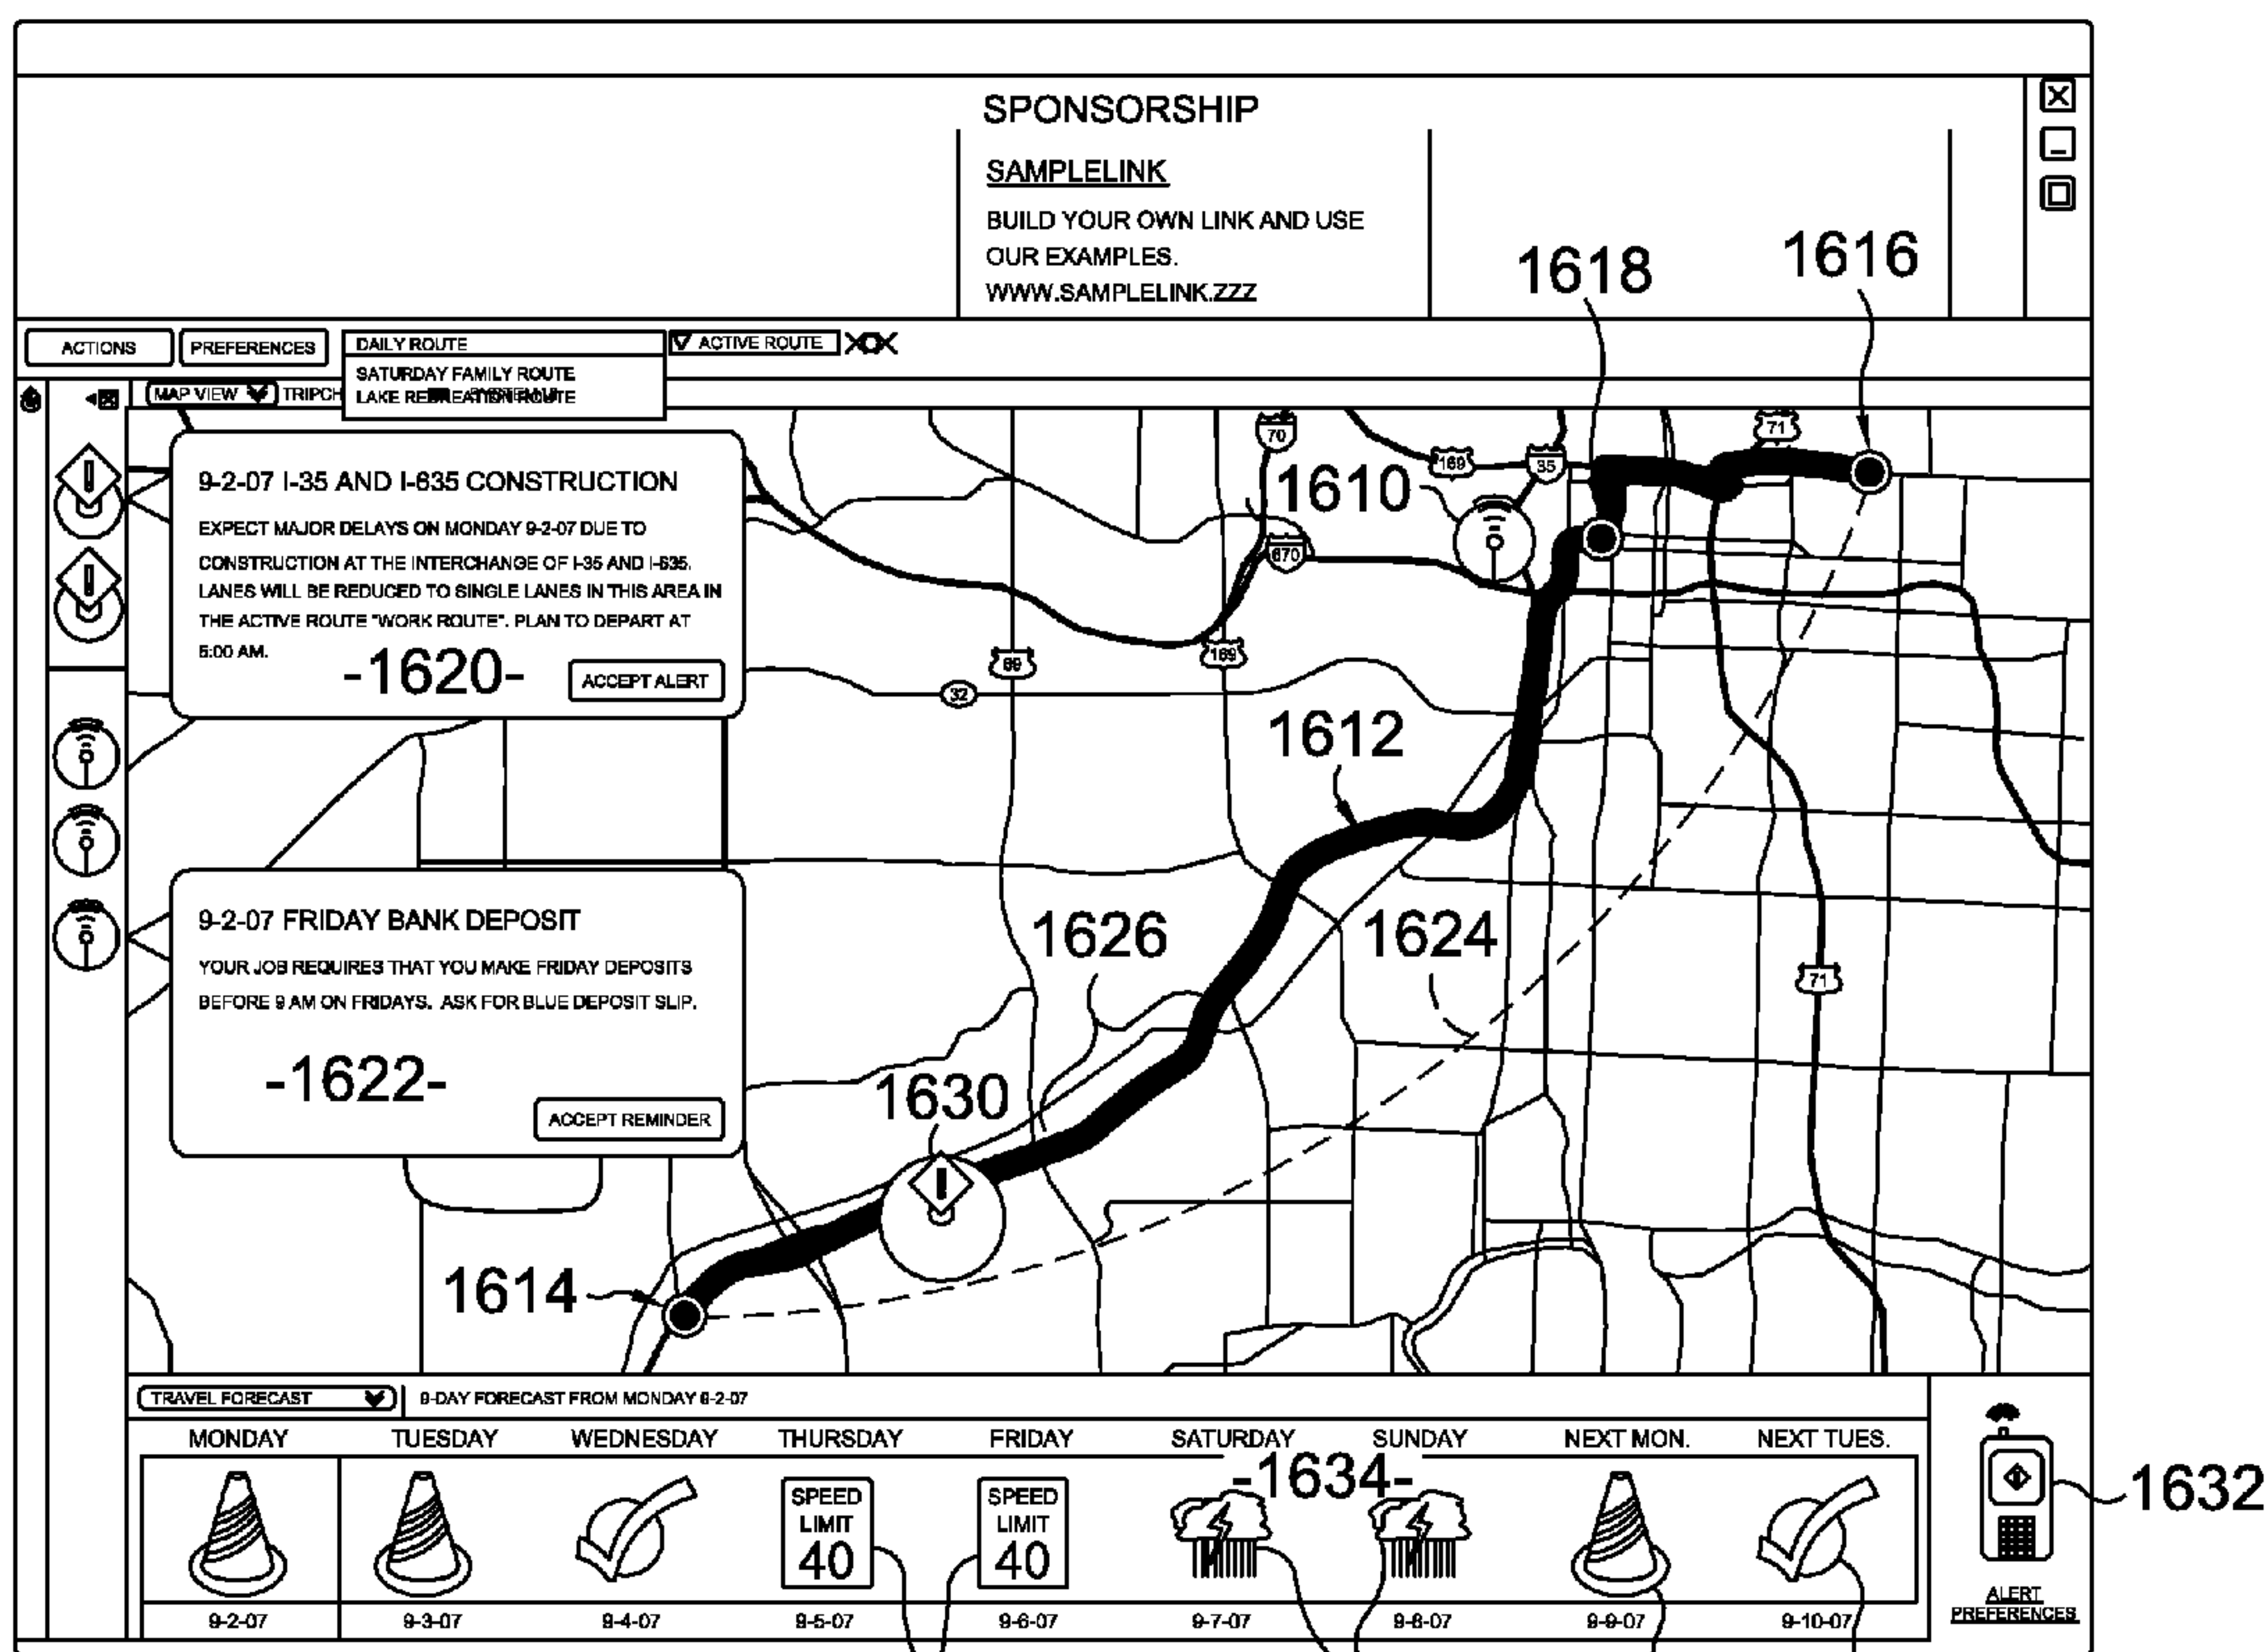 SPONSORSHIP
SAMPLELINK
BUILD YOUR OWN LINK AND USE
OUR EXAMPLES.
WWW.SAMPLELINK.ZZZ
1618
1616
ACTIONS
PREFERENCES
DAILY ROUTE
ACTIVE ROUTE
SATURDAY FAMILY ROUTE
MAP VIEW
TRIPCH
LAKE
ROUTE
70
71
169
35
1610
9-2-07 I-35 AND I-635 CONSTRUCTION
EXPECT MAJOR DELAYS ON MONDAY 9-2-07 DUE TO
CONSTRUCTION AT THE INTERCHANGE OF I-35 AND I-635.
LANES WILL BE REDUCED TO SINGLE LANES IN THIS AREA IN
THE ACTIVE ROUTE "WORK ROUTE". PLAN TO DEPART AT
5:00 AM.
-1620-
ACCEPT ALERT
670
169
69
32
1612
9-2-07 FRIDAY BANK DEPOSIT
YOUR JOB REQUIRES THAT YOU MAKE FRIDAY DEPOSITS
BEFORE 9 AM ON FRIDAYS. ASK FOR BLUE DEPOSIT SLIP.
-1622-
ACCEPT REMINDER
1626
1624
71
1630
1614
TRAVEL FORECAST
9-DAY FORECAST FROM MONDAY 9-2-07
MONDAY TUESDAY WEDNESDAY THURSDAY FRIDAY SATURDAY SUNDAY NEXT MON. NEXT TUES.
-1634-
SPEED
LIMIT
40
SPEED
LIMIT
40
1632
9-2-07 9-3-07 9-4-07 9-5-07 9-6-07 9-7-07 9-8-07 9-9-07 9-10-07
ALERT
PREFERENCES